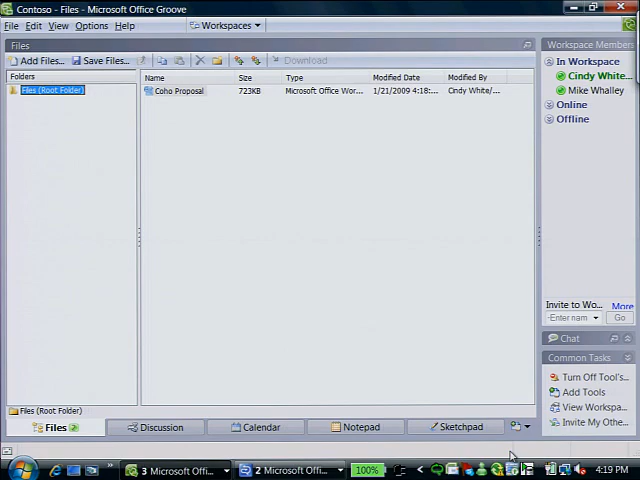 Contoso - Files - Microsoft Office Groove
File Edit View Options Help Workspaces
Files
Add Files... Save Files... Download
Folders
Files (Root Folder)
Name Size Type Modified Date Modified By
Coho Proposal 723KB Microsoft Office Wor... 1/21/2009 4:18:... Cindy White/...
Workspace Members
In Workspace
Cindy White...
Mike Whalley
Online
Offline
Invite to Wo... More
-Enter nam Go
Chat
Common Tasks
Turn Off Tool's...
Add Tools
View Workspa...
Invite My Othe...
Files (Root Folder)
Files 2 Discussion Calendar Notepad Sketchpad
3 Microsoft Offi... 2 Microsoft Offi... 100% 4:19 PM